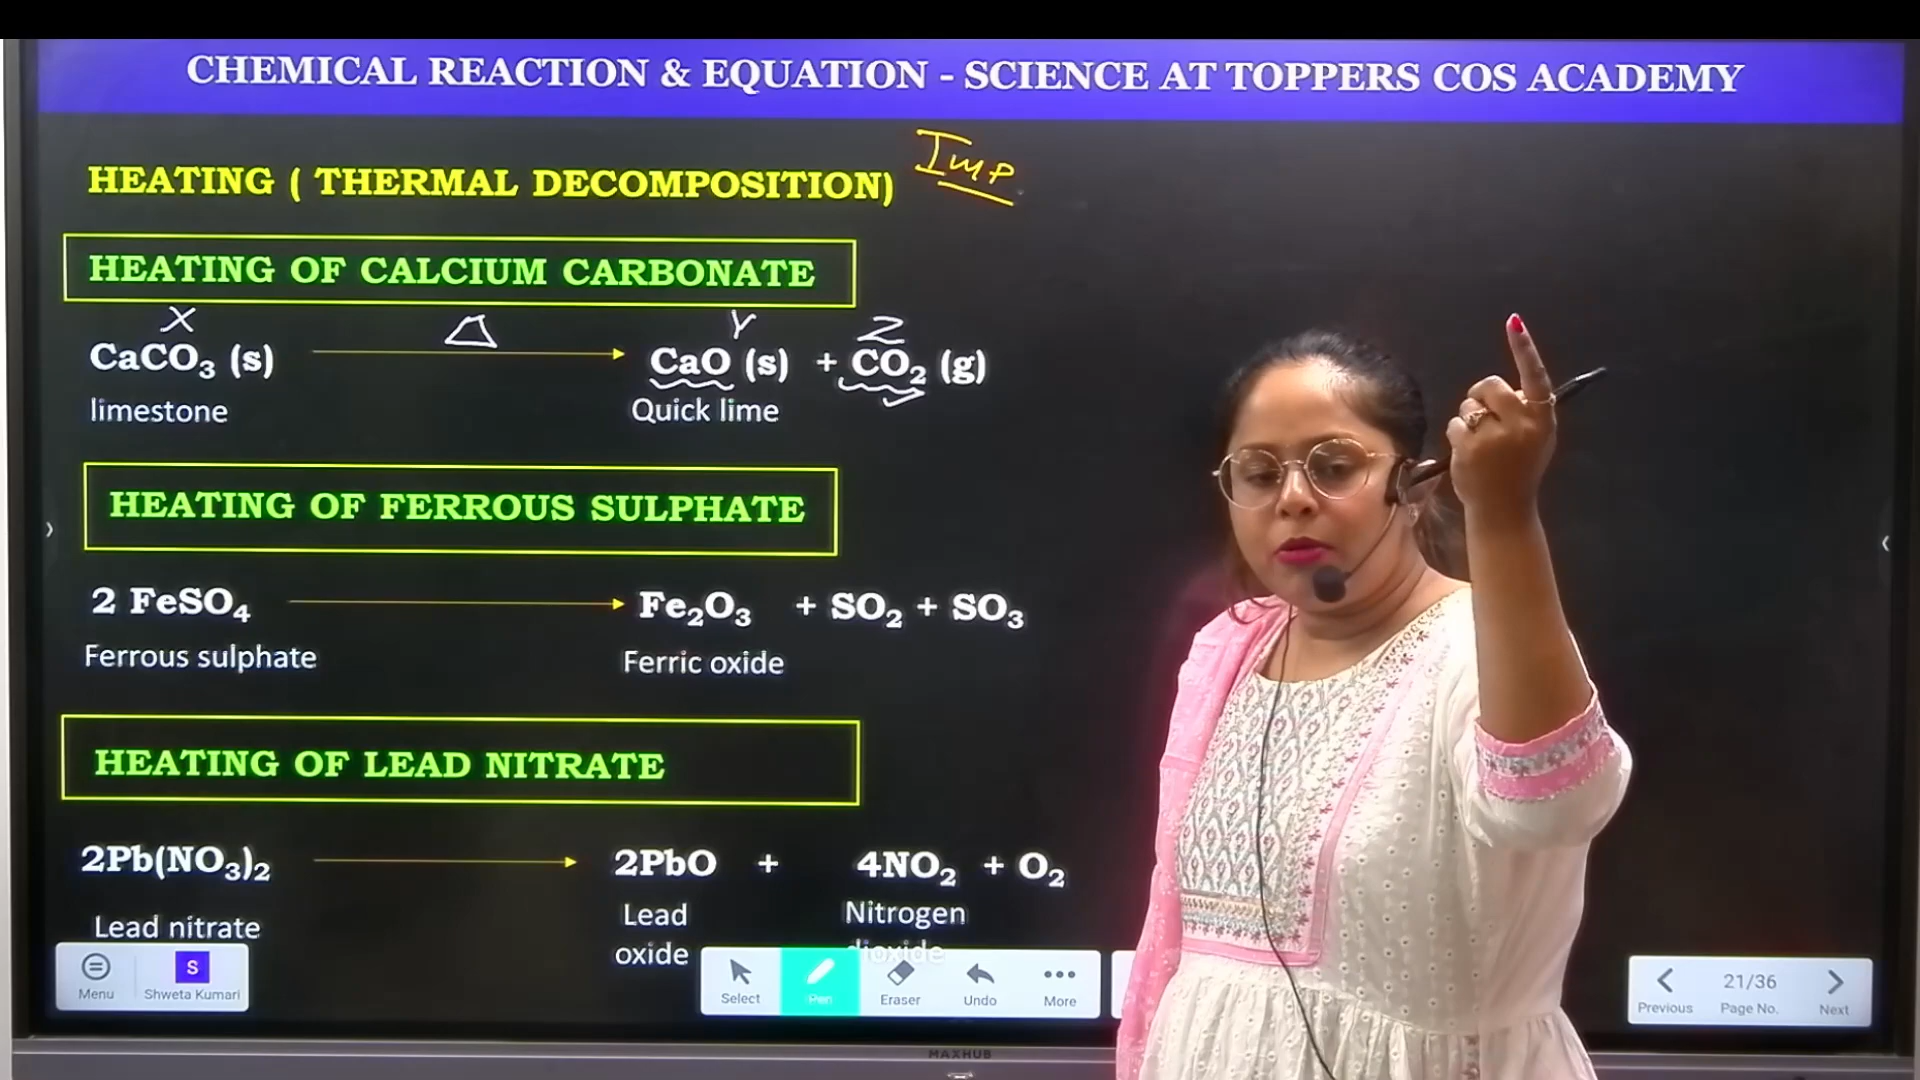 CHEMICAL REACTION & EQUATION - SCIENCE AT TOPPERS COS ACADEMY
HEATING ( THERMAL DECOMPOSITION) Imp
HEATING OF CALCIUM CARBONATE
X △ Y Z
CaCO₃ (s) CaO (s) + CO₂ (g)
limestone Quick lime
HEATING OF FERROUS SULPHATE
2 FeSO₄ Fe₂O₃ + SO₂ + SO₃
Ferrous sulphate Ferric oxide
HEATING OF LEAD NITRATE
2Pb(NO₃)₂ 2PbO + 4NO₂ + O₂
Lead nitrate Lead oxide Nitrogen dioxide
S
Menu Shweta Kumari
Select Pen Eraser Undo More
21/36
Previous Page No. Next
MAXHUB